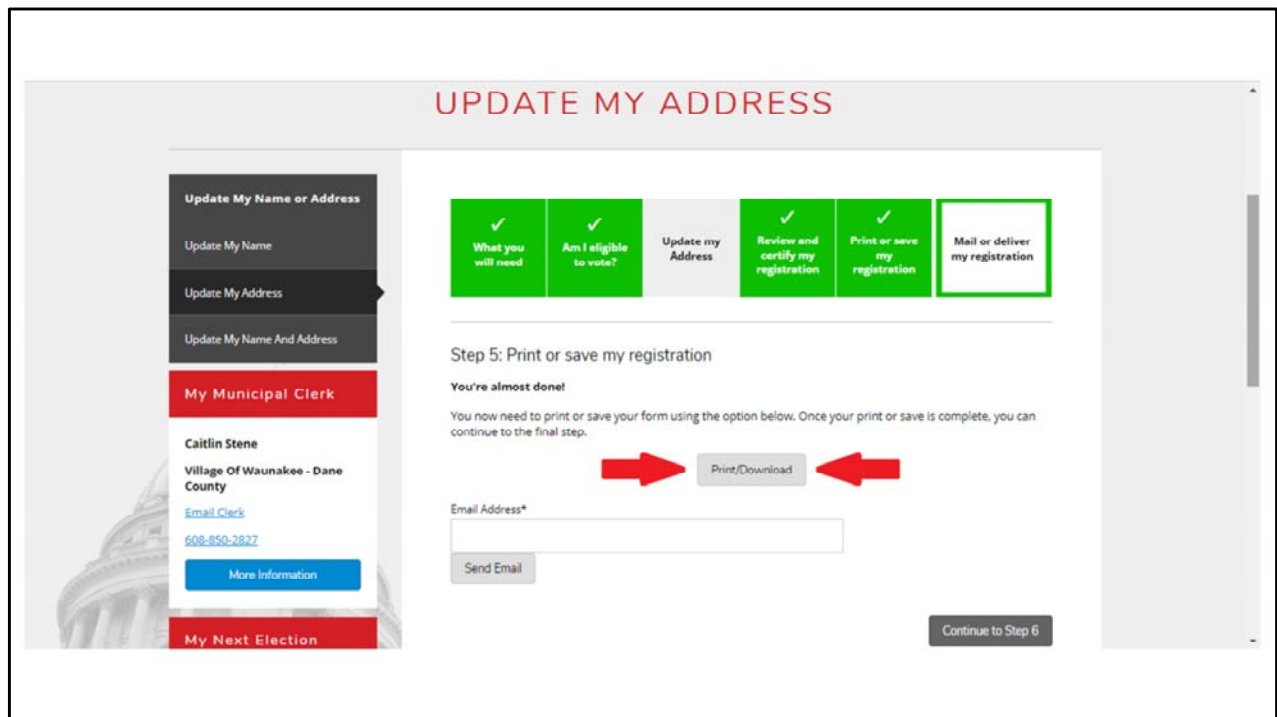 UPDATE MY ADDRESS
Update My Name or Address
Update My Name
Update My Address
Update My Name And Address
My Municipal Clerk
Caitlin Stene
Village Of Waunakee - Dane
County
Email Clerk
608-850-2827
More Information
My Next Election
✓ ✓ ✓ ✓
What you
will need
Am I eligible
to vote?
Update my
Address
Review and
certify my
registration
Print or save
my
registration
Mail or deliver
my registration
Step 5: Print or save my registration
You're almost done!
You now need to print or save your form using the option below. Once your print or save is complete, you can
continue to the final step.
Print/Download
Email Address*
Send Email
Continue to Step 6